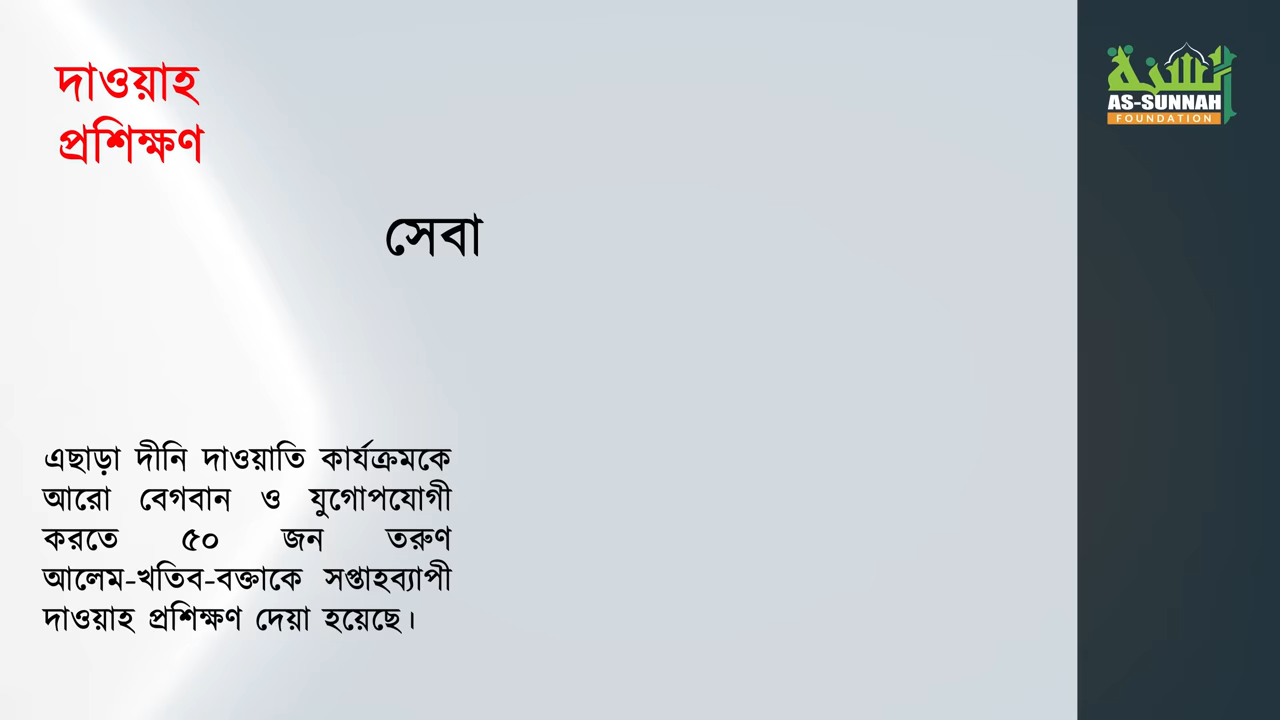 দাওয়াহ
প্রশিক্ষণ
সেবা
এছাড়া দীনি দাওয়াতি কার্যক্রমকে
আরো বেগবান ও যুগোপযোগী
করতে ৫০ জন তরুণ
আলেম-খতিব-বক্তাকে সপ্তাহব্যাপী
দাওয়াহ প্রশিক্ষণ দেয়া হয়েছে।
السنة
AS-SUNNAH
FOUNDATION